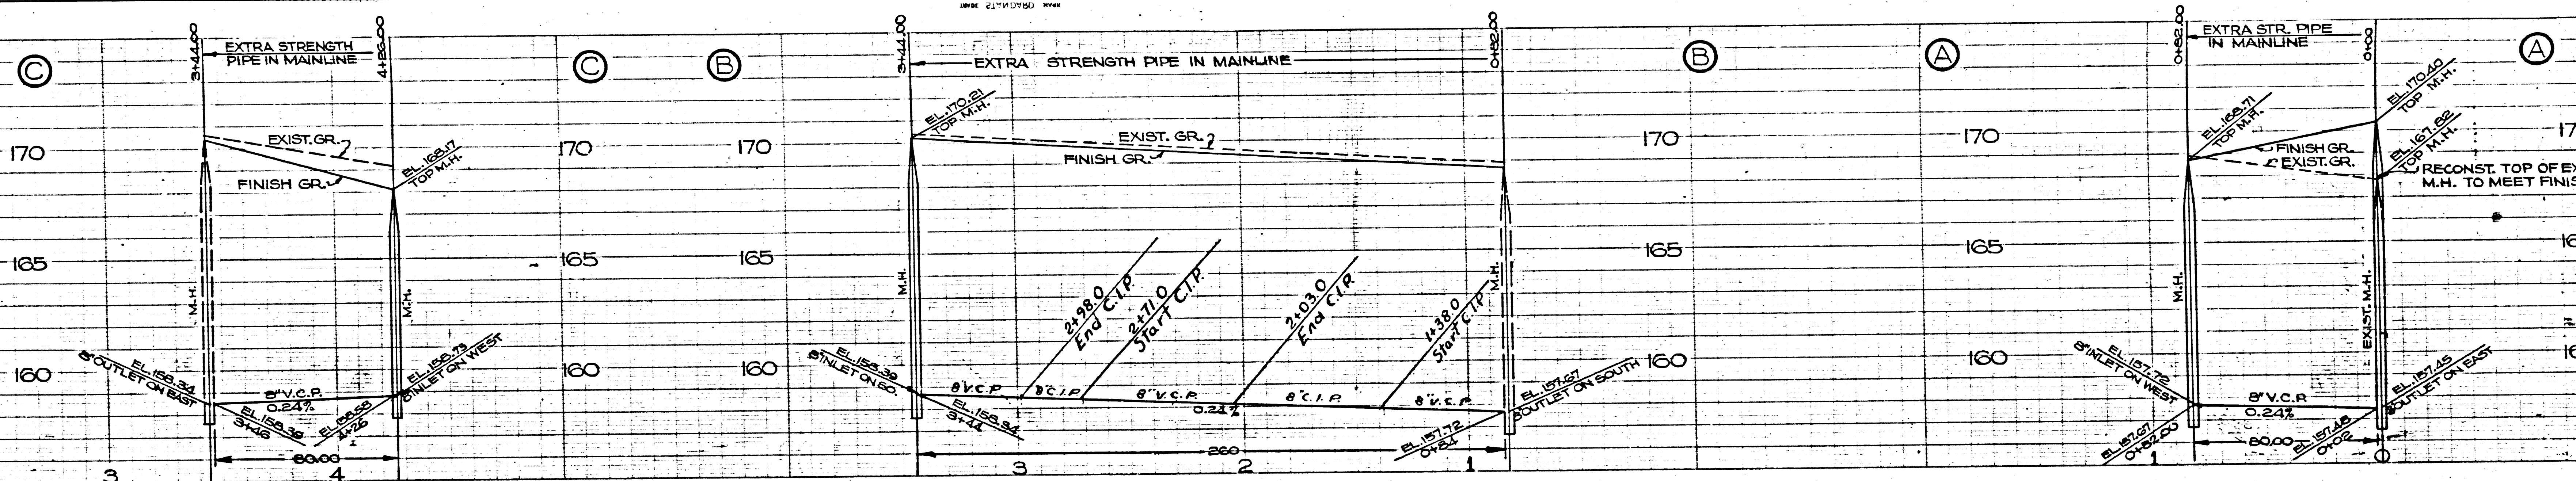 TRADE STANDARD MARK
C
3+44.00
EXTRA STRENGTH
PIPE IN MAINLINE
4+26.00
C
170
EXIST. GR.
FINISH GR.
EL. 168.17
TOP M.H.
170
165
M.H.
M.H.
165
160
8" OUTLET ON EAST
EL. 158.34
8" V.C.P.
0.24%
EL. 158.39
3+46
EL. 158.58
4+26
EL. 158.73
8" INLET ON WEST
160
80.00
3
4
B
3+44.00
EXTRA STRENGTH PIPE IN MAINLINE
0+82.00
B
170
EL. 170.21
TOP M.H.
EXIST. GR.
FINISH GR.
170
165
M.H.
2+98.0
End C.I.P.
2+71.0
Start C.I.P.
2+03.0
End C.I.P.
1+38.0
Start C.I.P.
M.H.
165
160
EL. 158.39
8" INLET ON SO.
8" V.C.P.
8" C.I.P.
8" V.C.P.
0.24%
8" C.I.P.
8" V.C.P.
EL. 158.34
3+44
EL. 157.72
0+84
EL. 157.67
8" OUTLET ON SOUTH
160
260
3
2
1
A
0+82.00
EXTRA STR. PIPE
IN MAINLINE
0+00
A
170
EL. 168.71
TOP M.H.
FINISH GR.
EXIST. GR.
EL. 170.40
TOP M.H.
EL. 167.82
TOP M.H.
RECONST. TOP OF
M.H. TO MEET
165
M.H.
EXIST. M.H.
160
EL. 157.72
8" INLET ON WEST
8" V.C.P.
0.24%
EL. 157.67
0+82.00
EL. 157.48
0+02
EL. 157.45
8" OUTLET ON EAST
80.00
1
0